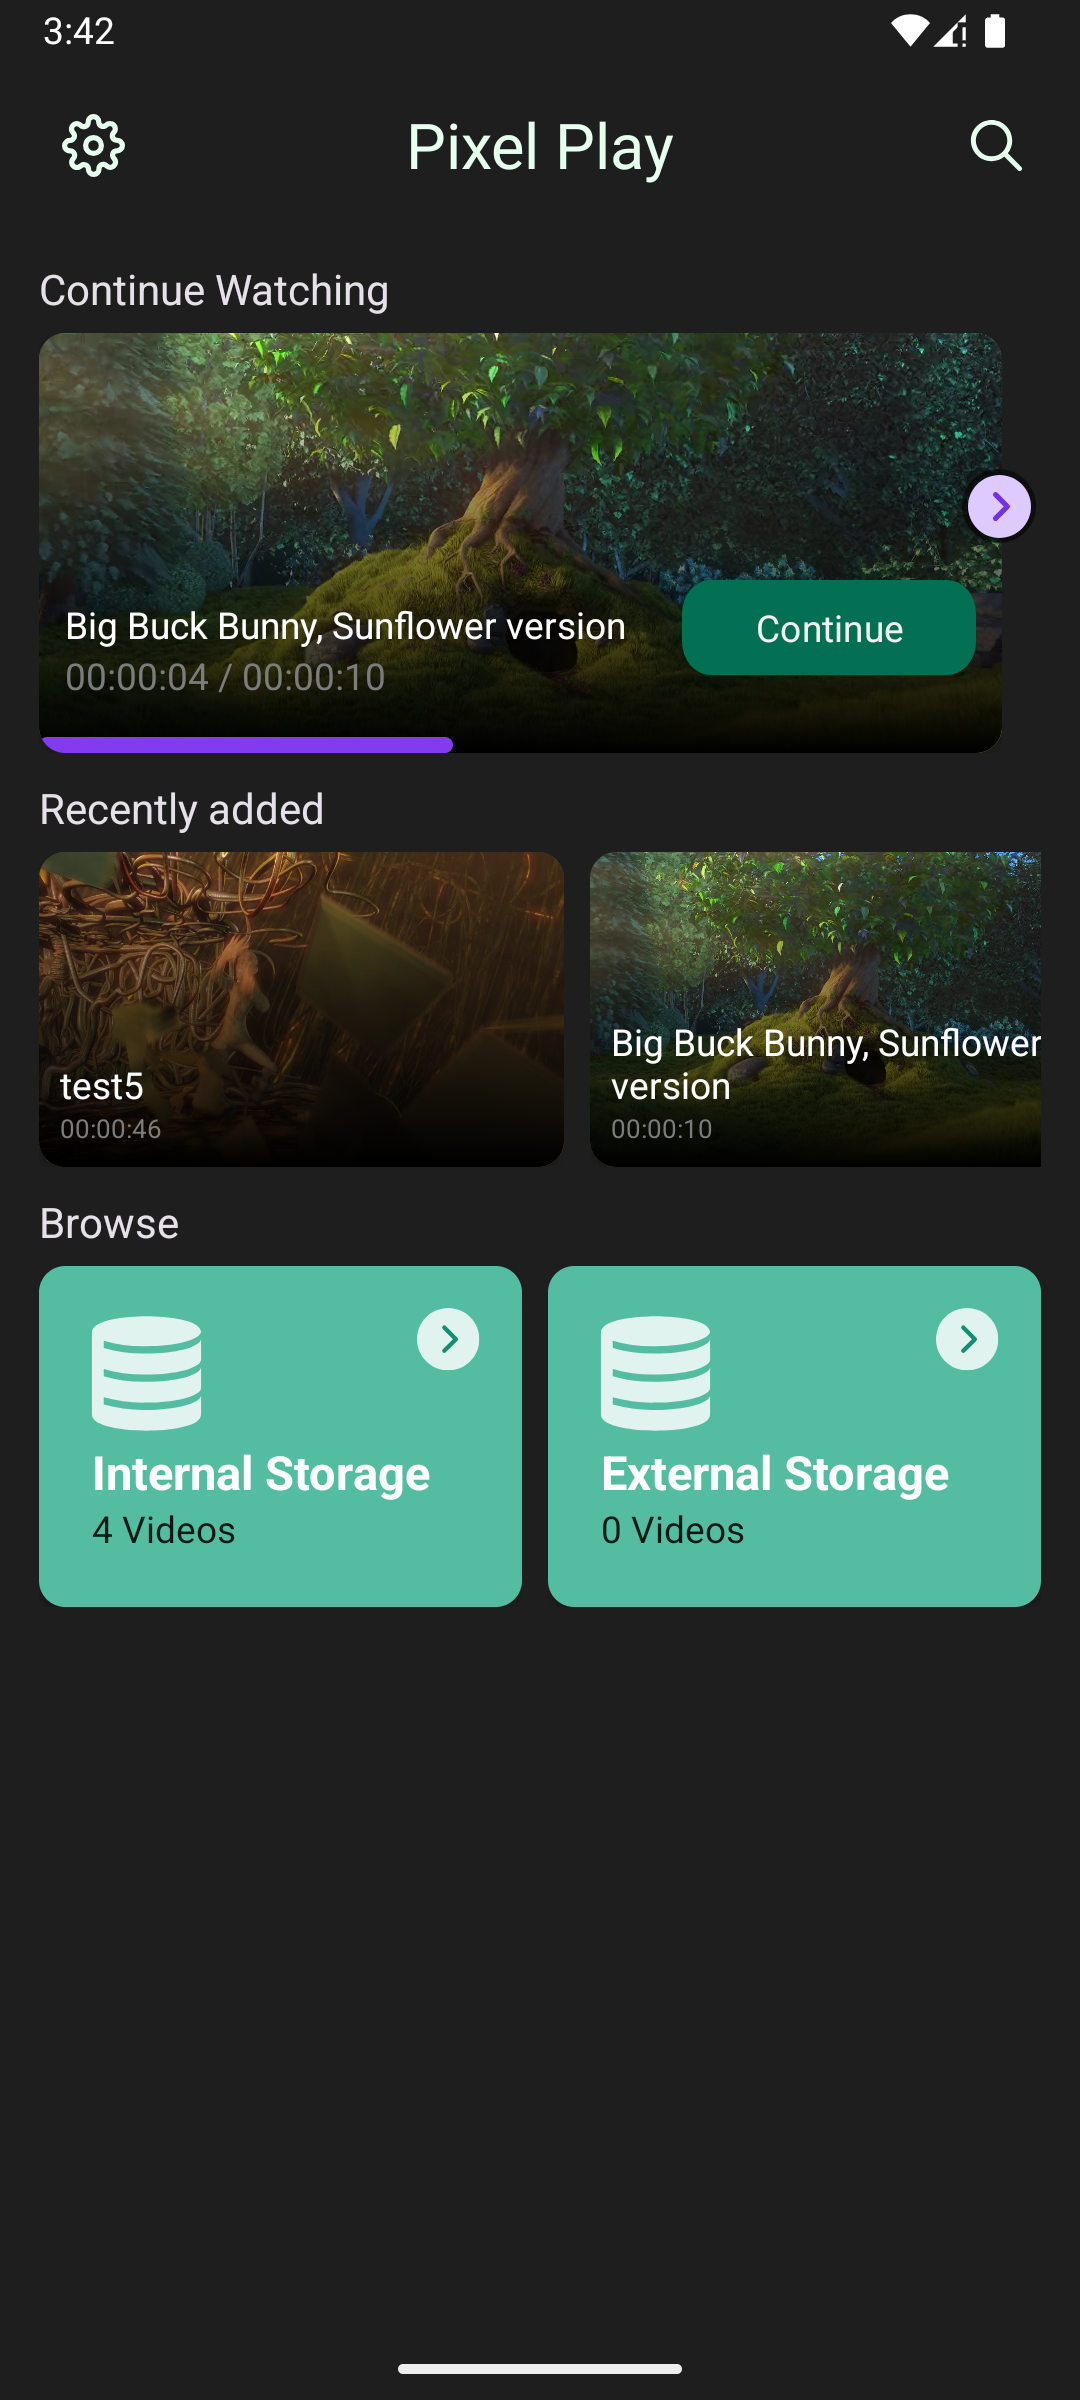 3:42
Pixel Play
Continue Watching
Big Buck Bunny, Sunflower version
00:00:04 / 00:00:10
Continue
Recently added
test5
00:00:46
Big Buck Bunny, Sunflower
version
00:00:10
Browse
Internal Storage
4 Videos
External Storage
0 Videos